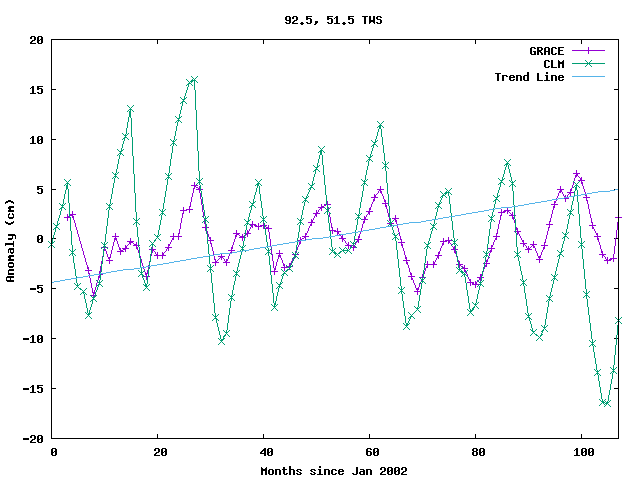 92.5, 51.5 TWS
GRACE
CLM
Trend Line
20
15
10
5
0
-5
-10
-15
-20
Anomaly (cm)
0 20 40 60 80 100
Months since Jan 2002